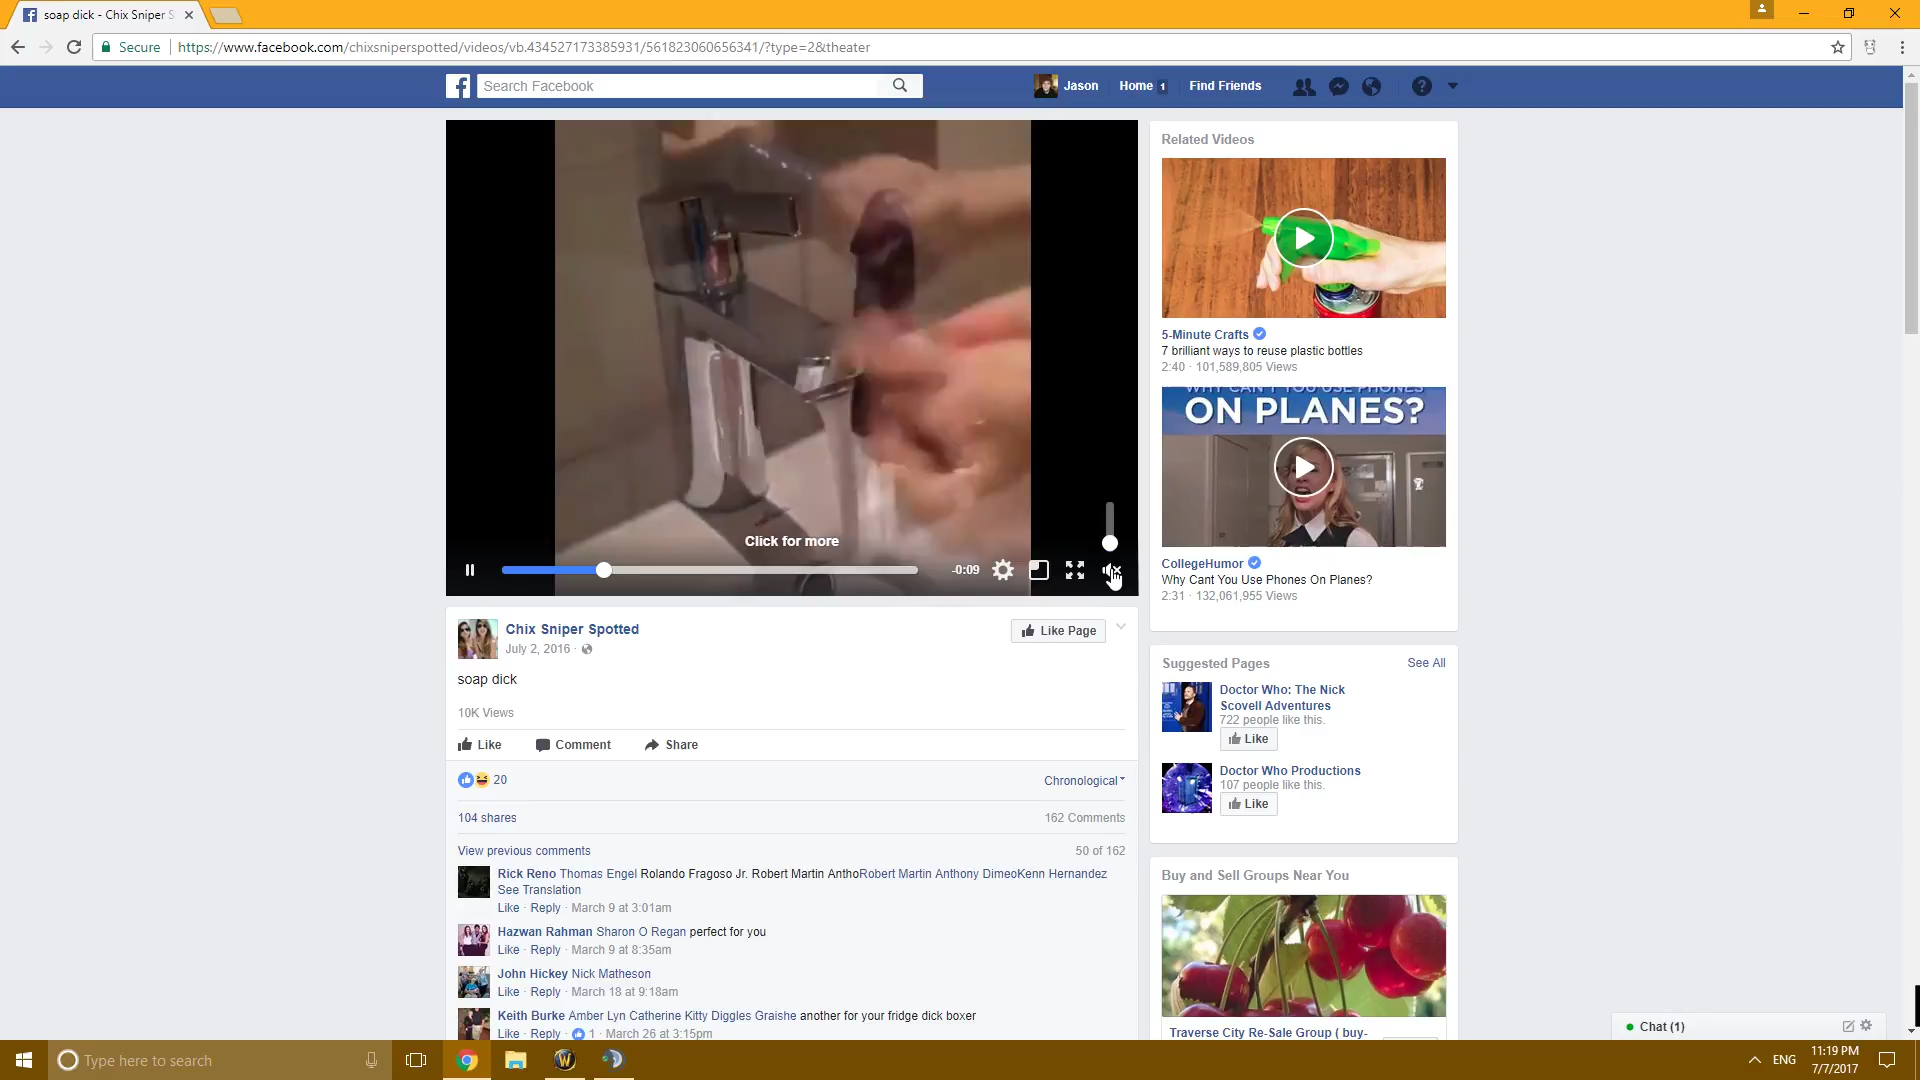 soap dick - Chix Sniper S
Secure
https://www.facebook.com/chixsniperspotted/videos/vb.434527173385931/561823060656341/?type=2&theater
Search Facebook
Jason
Home 1
Find Friends
Click for more
-0:09
Chix Sniper Spotted
July 2, 2016
Like Page
soap dick
10K Views
Like
Comment
Share
20
Chronological
104 shares
162 Comments
View previous comments
50 of 162
Rick Reno Thomas Engel Rolando Fragoso Jr. Robert Martin AnthoRobert Martin Anthony DimeoKenn Hernandez
See Translation
Like · Reply · March 9 at 3:01am
Hazwan Rahman Sharon O Regan perfect for you
Like · Reply · March 9 at 8:35am
John Hickey Nick Matheson
Like · Reply · March 18 at 9:18am
Keith Burke Amber Lyn Catherine Kitty Diggles Graishe another for your fridge dick boxer
Like · Reply · 1 · March 26 at 3:15pm
Related Videos
5-Minute Crafts
7 brilliant ways to reuse plastic bottles
2:40 · 101,589,805 Views
WHY CAN'T YOU USE PHONES
ON PLANES?
CollegeHumor
Why Cant You Use Phones On Planes?
2:31 · 132,061,955 Views
Suggested Pages
See All
Doctor Who: The Nick
Scovell Adventures
722 people like this.
Like
Doctor Who Productions
107 people like this.
Like
Buy and Sell Groups Near You
Traverse City Re-Sale Group ( buy-
Chat (1)
Type here to search
ENG
11:19 PM
7/7/2017